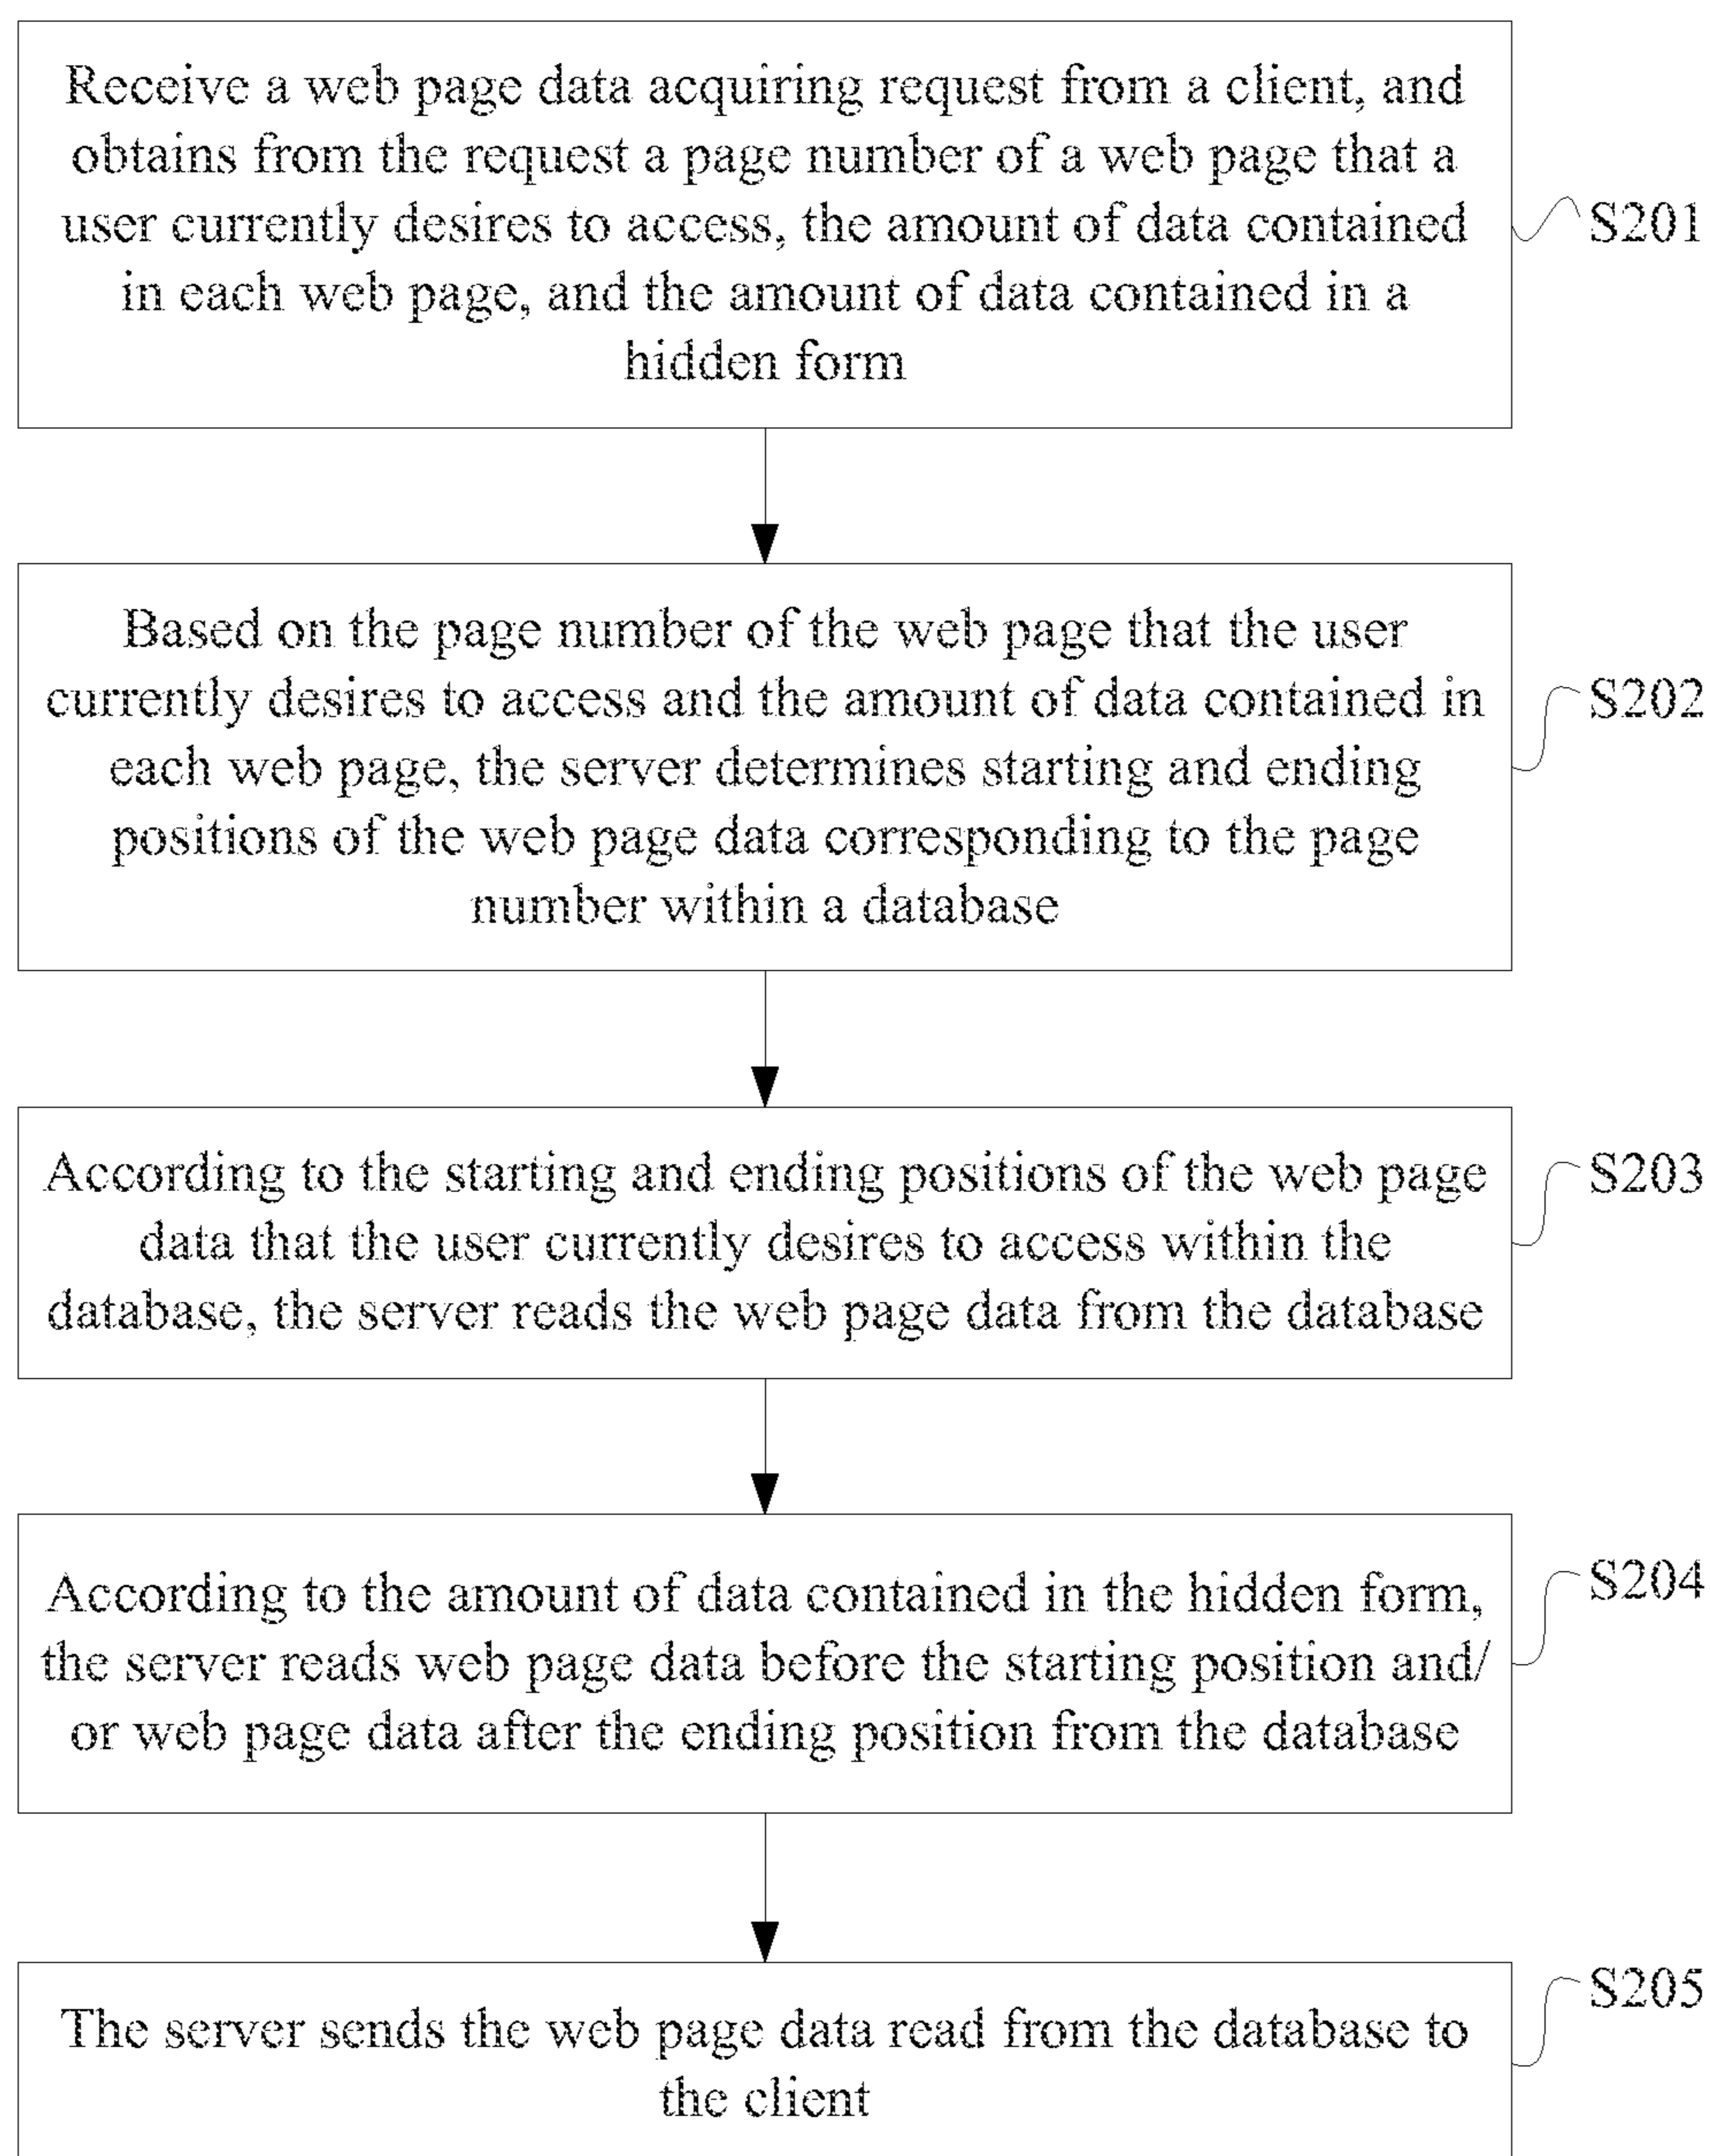 Receive a web page data acquiring request from a client, and
obtains from the request a page number of a web page that a
user currently desires to access, the amount of data contained
in each web page, and the amount of data contained in a
hidden form
S201
Based on the page number of the web page that the user
currently desires to access and the amount of data contained in
each web page, the server determines starting and ending
positions of the web page data corresponding to the page
number within a database
S202
According to the starting and ending positions of the web page
data that the user currently desires to access within the
database, the server reads the web page data from the database
S203
According to the amount of data contained in the hidden form,
the server reads web page data before the starting position and/
or web page data after the ending position from the database
S204
The server sends the web page data read from the database to
the client
S205